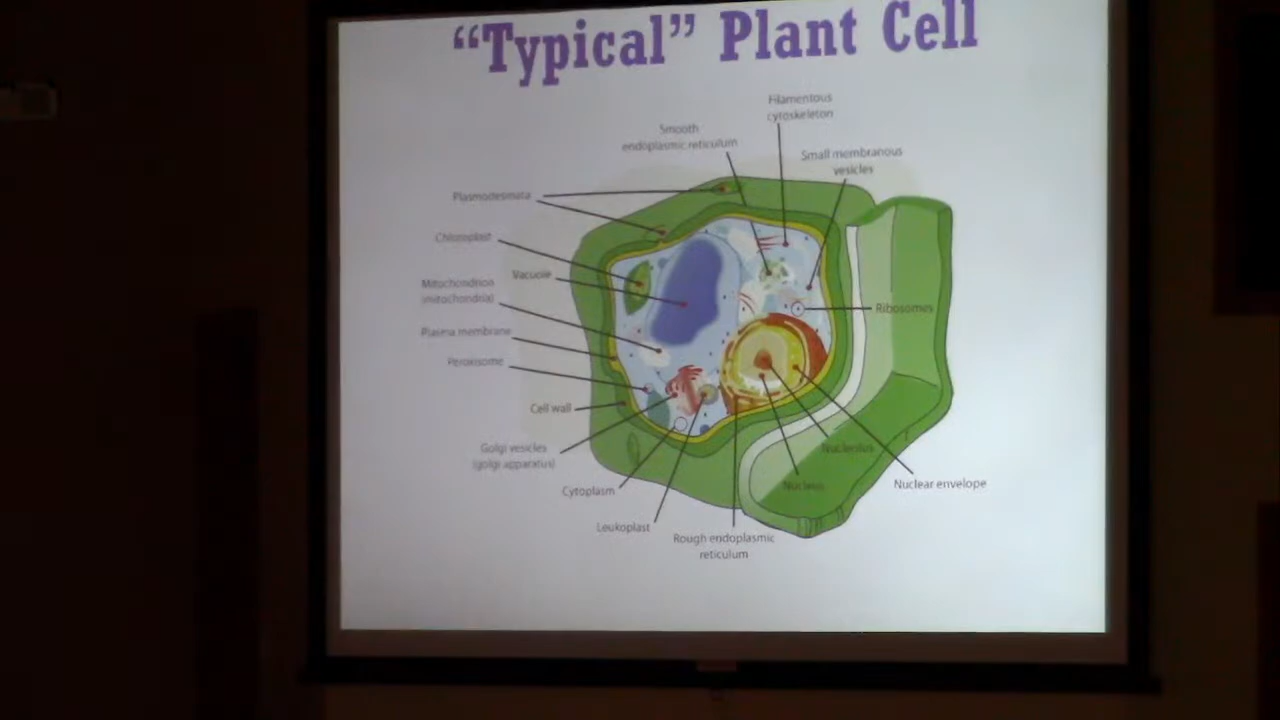 “Typical” Plant Cell
Filamentous
cytoskeleton
Smooth
endoplasmic reticulum
Small membranous
vesicles
Plasmodesmata
Chloroplast
Vacuole
Mitochondrion
(mitochondria)
Ribosomes
Plasma membrane
Peroxisome
Cell wall
Golgi vesicles
(golgi apparatus)
Nucleolus
Cytoplasm
Nucleus
Nuclear envelope
Leukoplast
Rough endoplasmic
reticulum